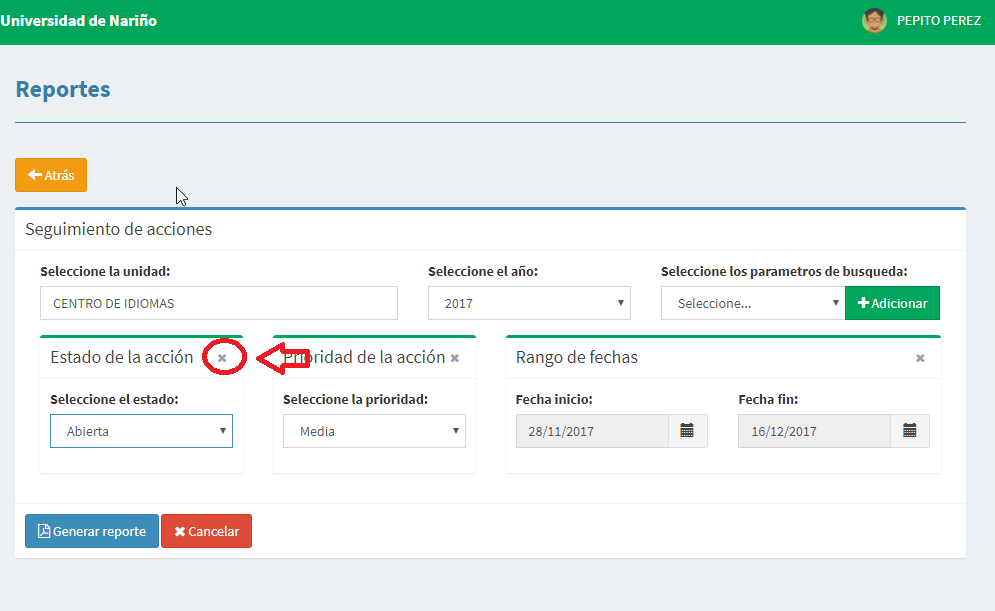 Universidad de Nariño
PEPITO PEREZ
Reportes
Atrás
Seguimiento de acciones
Seleccione la unidad:
Seleccione el año:
Seleccione los parametros de busqueda:
CENTRO DE IDIOMAS
2017
Seleccione...
Adicionar
Estado de la acción
Prioridad de la acción
Rango de fechas
Seleccione el estado:
Seleccione la prioridad:
Fecha inicio:
Fecha fin:
Abierta
Media
28/11/2017
16/12/2017
Generar reporte
Cancelar